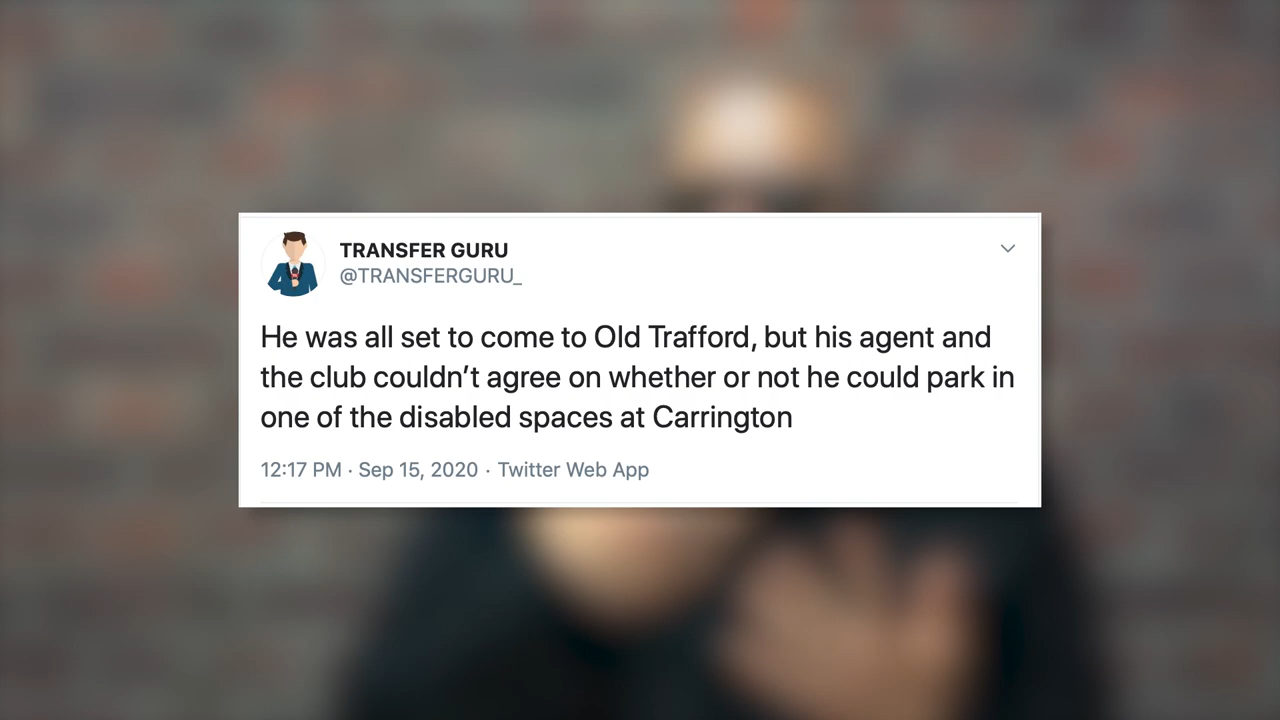 TRANSFER GURU
@TRANSFERGURU_
He was all set to come to Old Trafford, but his agent and
the club couldn’t agree on whether or not he could park in
one of the disabled spaces at Carrington
12:17 PM · Sep 15, 2020 · Twitter Web App